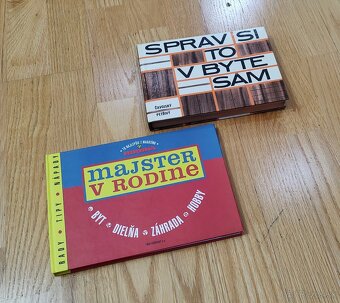 SPRAV SI
TO
V BYTE
SAM
majster
V RODINE
BYT DIELŇA ZÁHRADA HOBBY
RADY TIPY NÁPADY